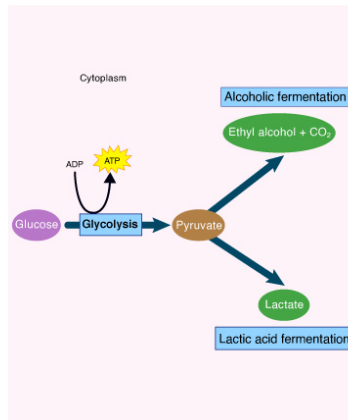 Cytoplasm
Alcoholic fermentation
Ethyl alcohol + CO₂
ADP
ATP
Glucose
Glycolysis
Pyruvate
Lactate
Lactic acid fermentation